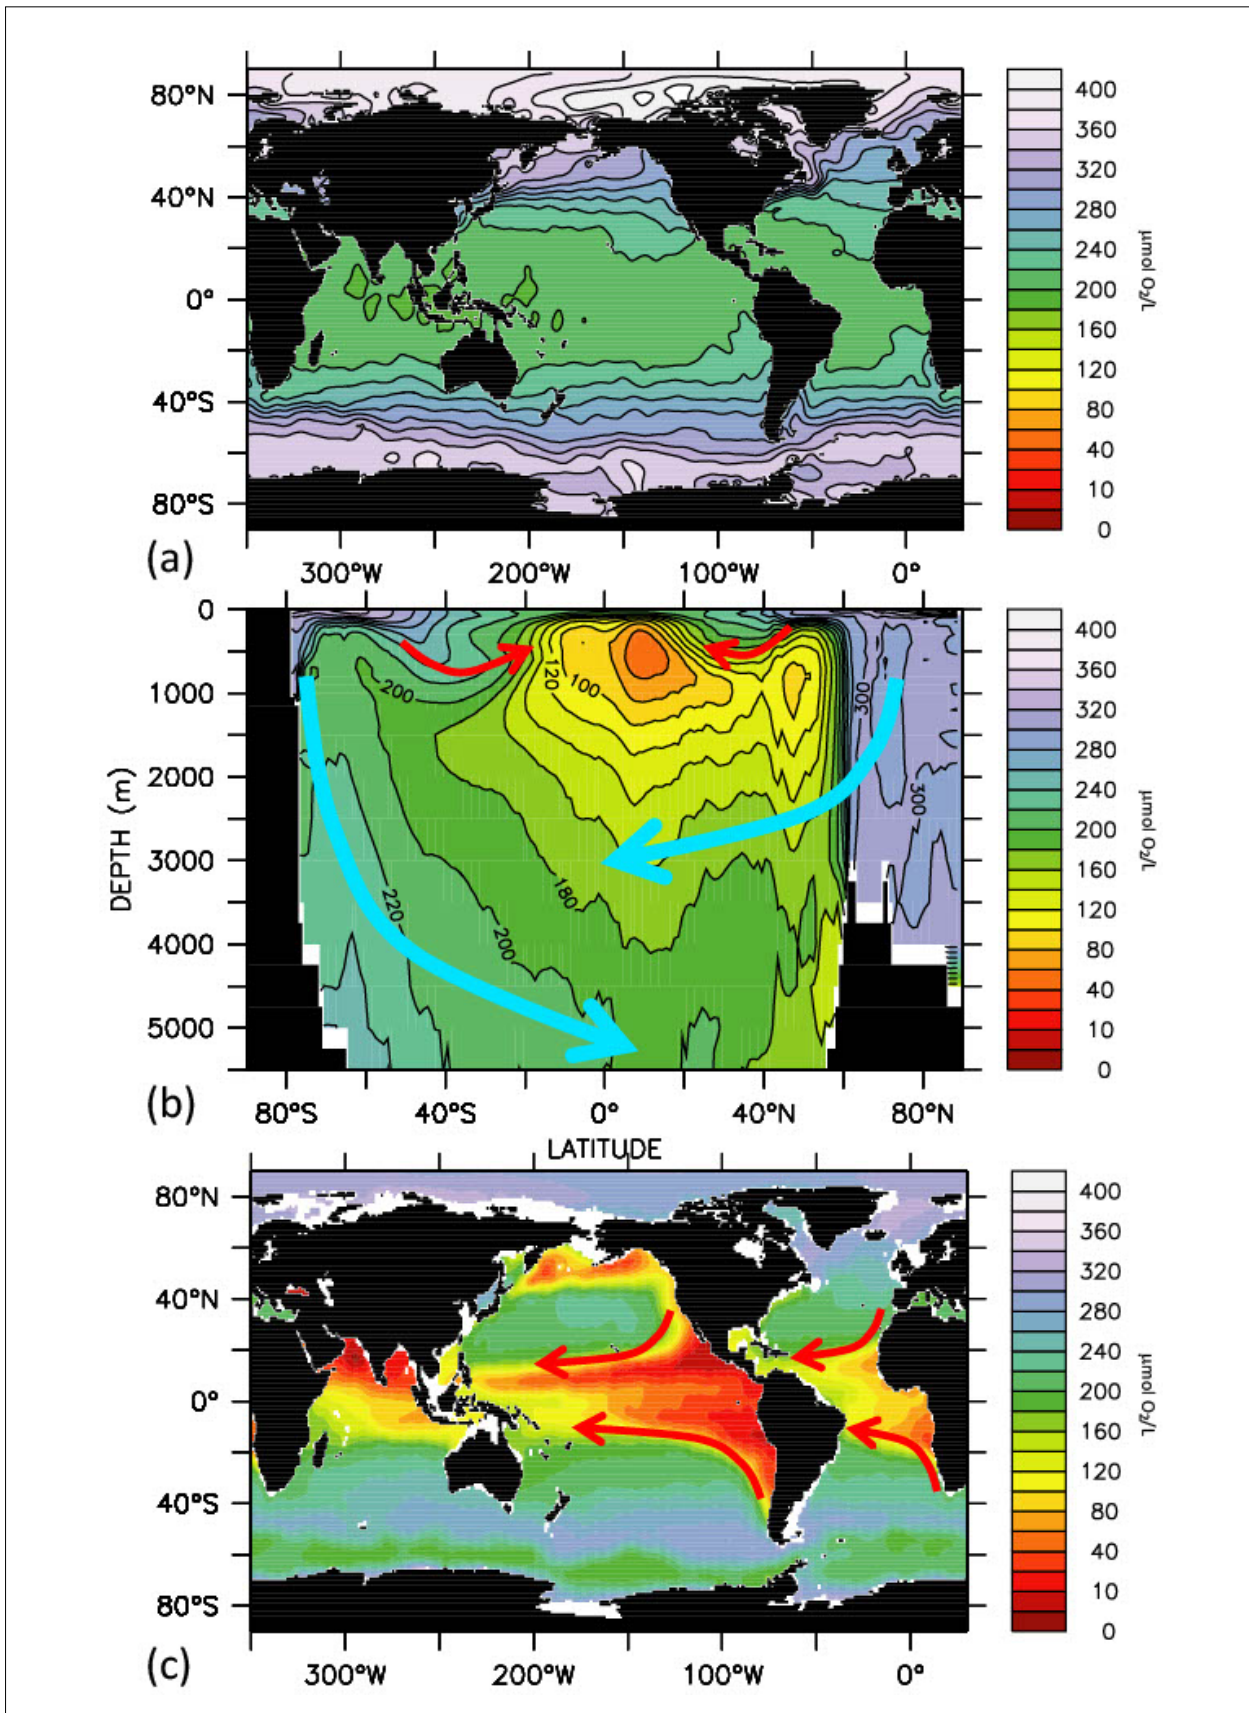 80°N
40°N
0°
40°S
80°S
400
360
320
280
240
200
160
120
80
40
10
0
µmol O₂/L
(a)
300°W 200°W 100°W 0°
0
1000
2000
3000
4000
5000
DEPTH (m)
200
120
100
300
300
180
220
200
400
360
320
280
240
200
160
120
80
40
10
0
µmol O₂/L
(b)
80°S 40°S 0° 40°N 80°N
LATITUDE
80°N
40°N
0°
40°S
80°S
400
360
320
280
240
200
160
120
80
40
10
0
µmol O₂/L
(c)
300°W 200°W 100°W 0°